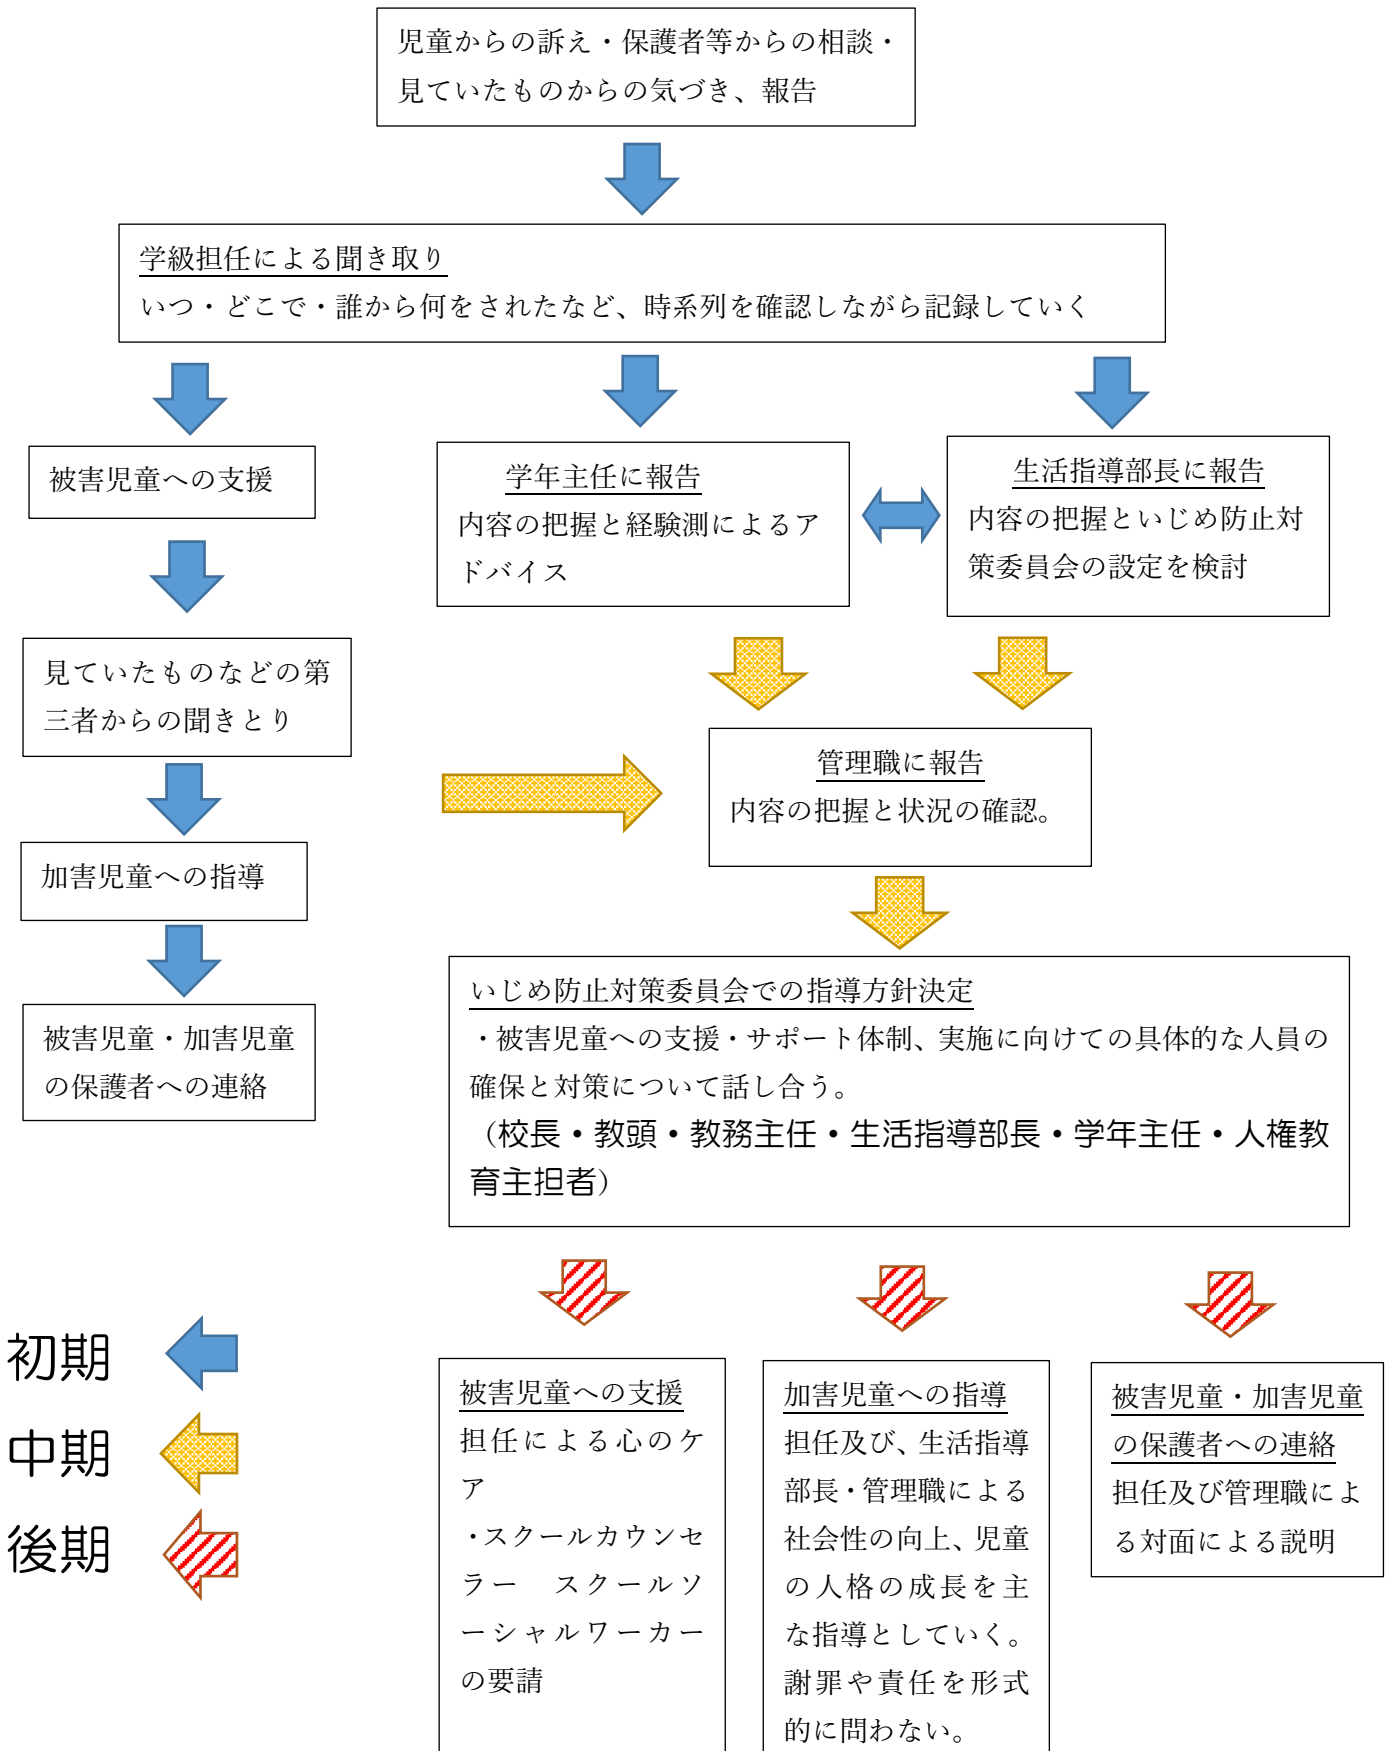 児童からの訴え・保護者等からの相談・
見ていたものからの気づき、報告
学級担任による聞き取り
いつ・どこで・誰から何をされたなど、時系列を確認しながら記録していく
被害児童への支援
学年主任に報告
内容の把握と経験測によるア
ドバイス
生活指導部長に報告
内容の把握といじめ防止対
策委員会の設定を検討
見ていたものなどの第
三者からの聞きとり
管理職に報告
内容の把握と状況の確認。
加害児童への指導
被害児童・加害児童
の保護者への連絡
いじめ防止対策委員会での指導方針決定
・被害児童への支援・サポート体制、実施に向けての具体的な人員の
確保と対策について話し合う。
（校長・教頭・教務主任・生活指導部長・学年主任・人権教
育主担者）
初期
中期
後期
被害児童への支援
担任による心のケ
ア
・スクールカウンセ
ラー　スクールソ
ーシャルワーカー
の要請
加害児童への指導
担任及び、生活指導
部長・管理職による
社会性の向上、児童
の人格の成長を主
な指導としていく。
謝罪や責任を形式
的に問わない。
被害児童・加害児童
の保護者への連絡
担任及び管理職によ
る対面による説明